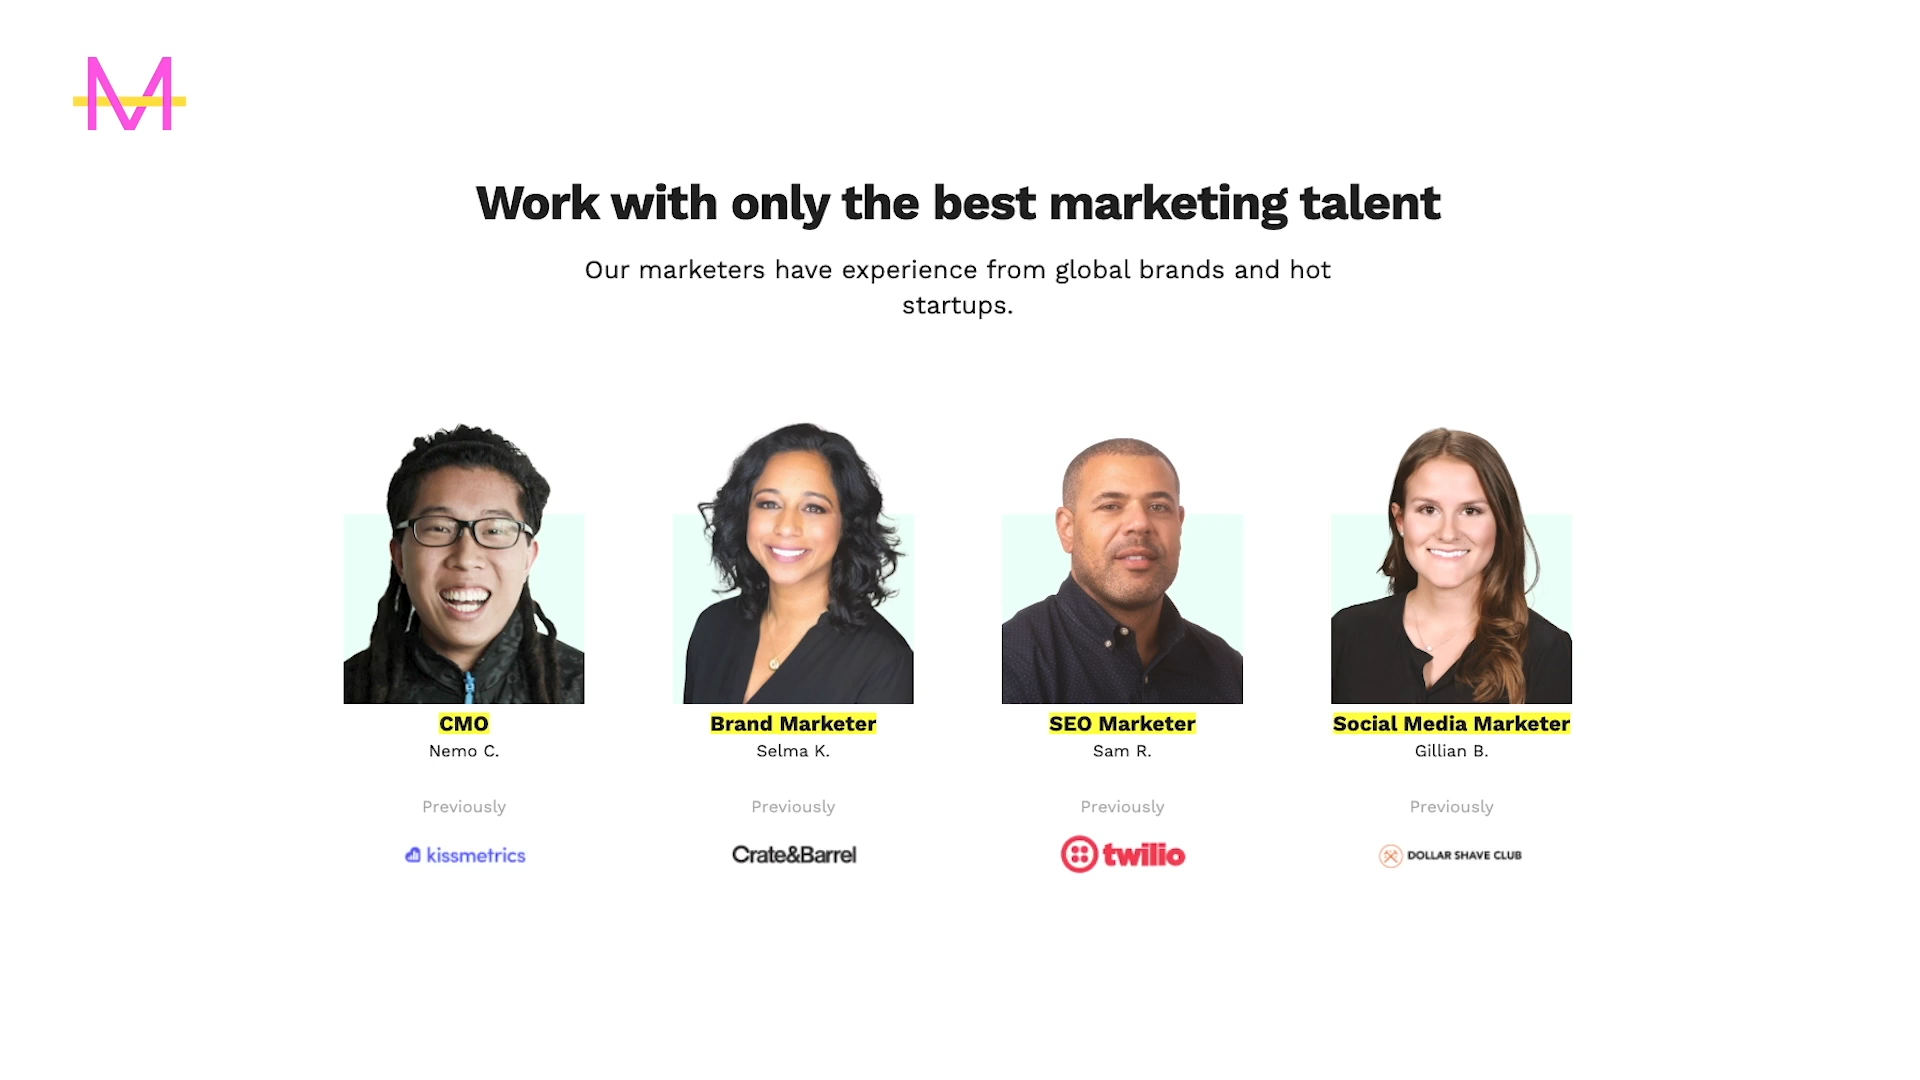 M
Work with only the best marketing talent
Our marketers have experience from global brands and hot
startups.
CMO
Nemo C.
Previously
kissmetrics
Brand Marketer
Selma K.
Previously
Crate&Barrel
SEO Marketer
Sam R.
Previously
twilio
Social Media Marketer
Gillian B.
Previously
DOLLAR SHAVE CLUB